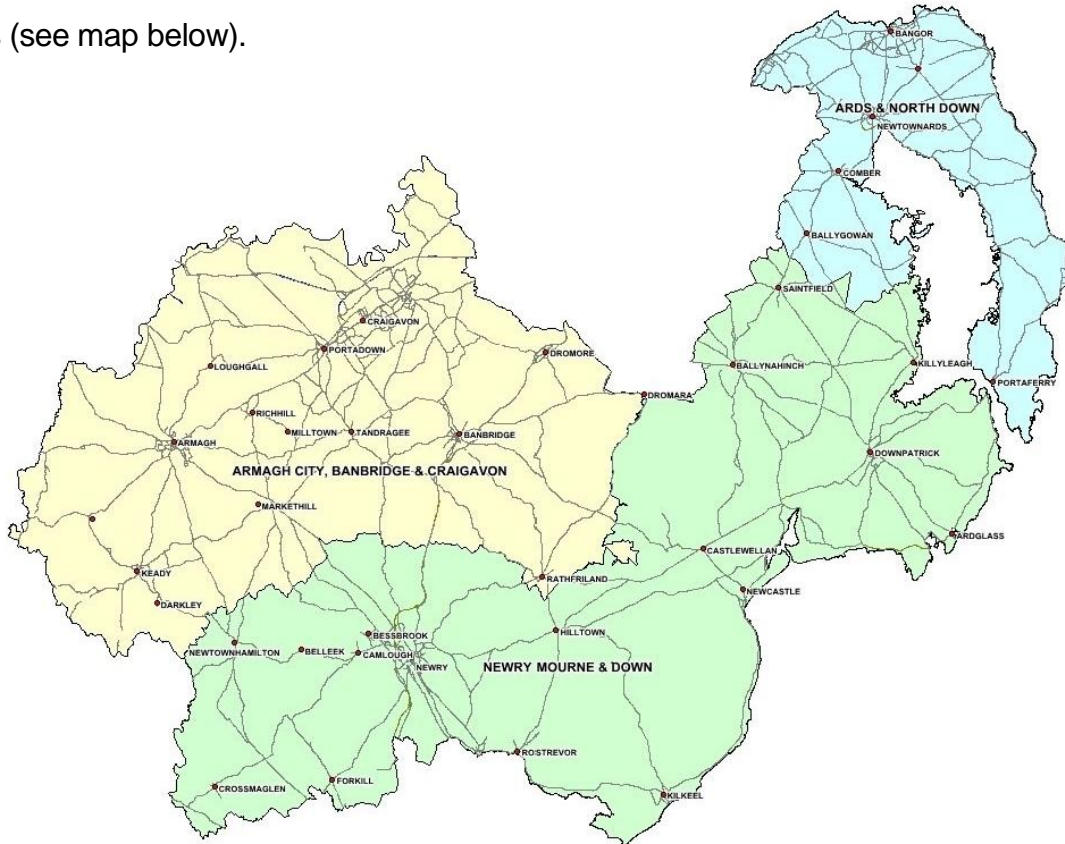 (see map below).
BANGOR
ARDS & NORTH DOWN
NEWTOWNARDS
COMBER
BALLYGOWAN
SAINTFIELD
CRAIGAVON
PORTADOWN
DROMORE
LOUGHGALL
BALLYNAHINCH
KILLYLEAGH
PORTAFERRY
DROMARA
RICHHILL
MILLTOWN
TANDRAGEE
BANBRIDGE
ARMAGH
DOWNPATRICK
ARMAGH CITY, BANBRIDGE & CRAIGAVON
MARKETHILL
ARDGLASS
CASTLEWELLAN
KEADY
RATHFRILAND
NEWCASTLE
DARKLEY
BESSBROOK
HILLTOWN
NEWTOWNHAMILTON
BELLEEK
CAMLOUGH
NEWRY
NEWRY MOURNE & DOWN
ROSTREVOR
FORKILL
CROSSMAGLEN
KILKEEL